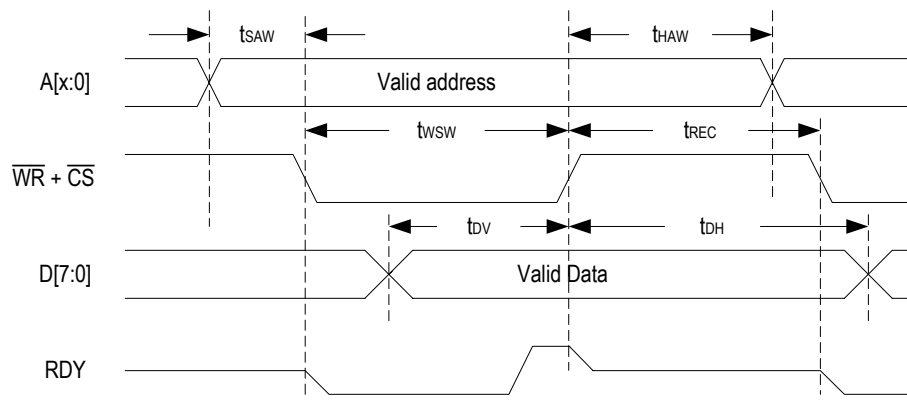 tSAW tHAW
A[x:0] Valid address
tWSW tREC
WR + CS
tDV tDH
D[7:0] Valid Data
RDY